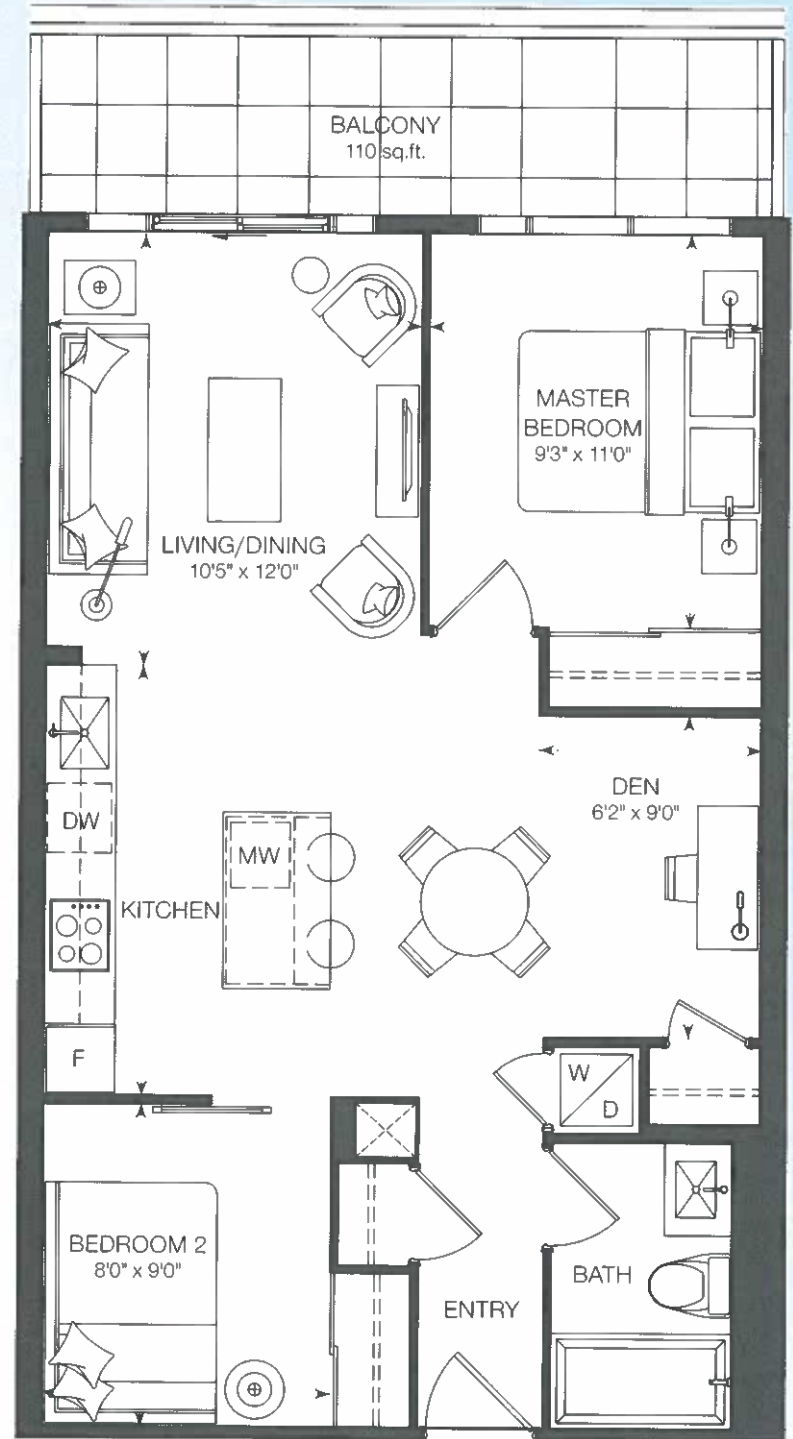 BALCONY
110 sq.ft.
MASTER
BEDROOM
9'3" x 11'0"
LIVING/DINING
10'5" x 12'0"
DEN
6'2" x 9'0"
DW
MW
KITCHEN
F
W
D
BEDROOM 2
8'0" x 9'0"
BATH
ENTRY